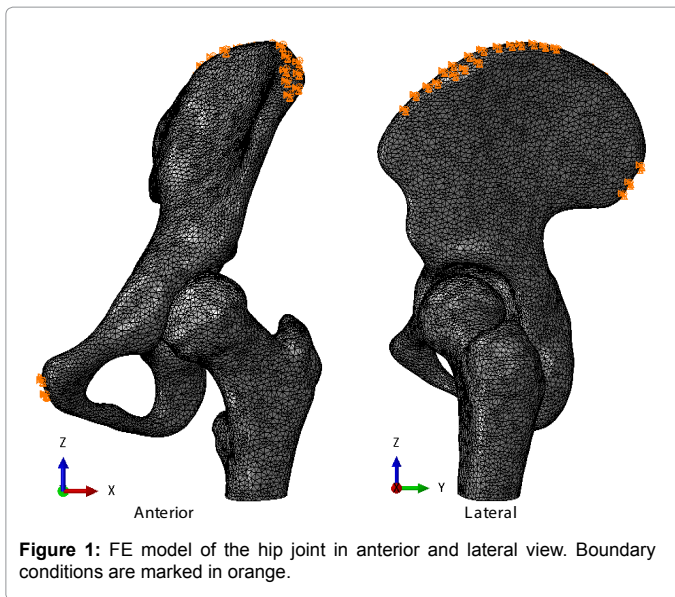 Z
X
Anterior
Z
X
Y
Lateral
Figure 1: FE model of the hip joint in anterior and lateral view. Boundary
conditions are marked in orange.